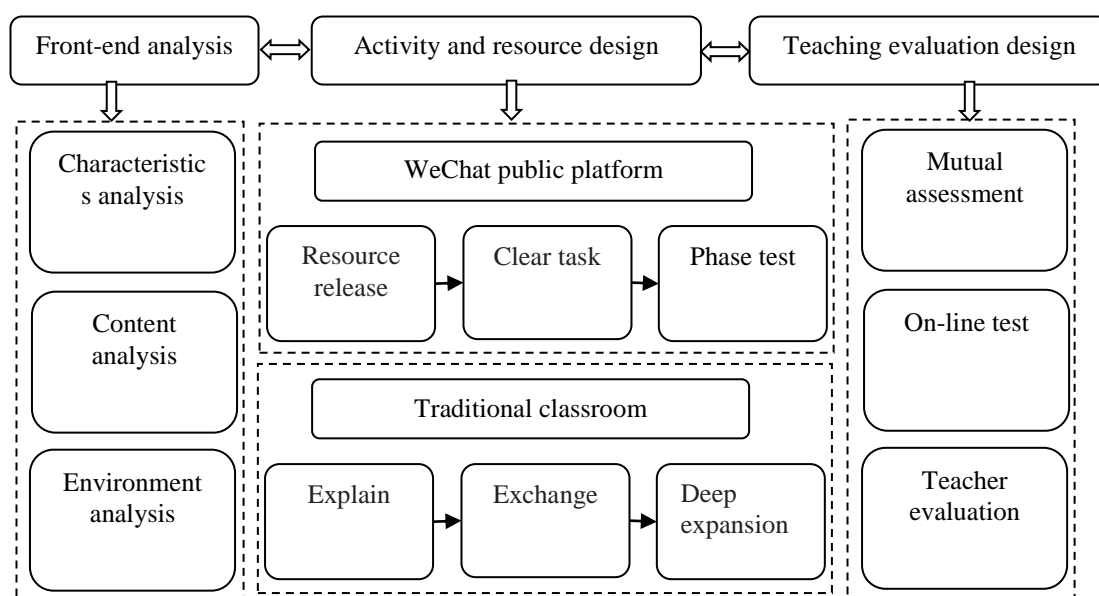 Front-end analysis
Activity and resource design
Teaching evaluation design
Characteristic
s analysis
Content
analysis
Environment
analysis
WeChat public platform
Resource
release
Clear task
Phase test
Traditional classroom
Explain
Exchange
Deep
expansion
Mutual
assessment
On-line test
Teacher
evaluation